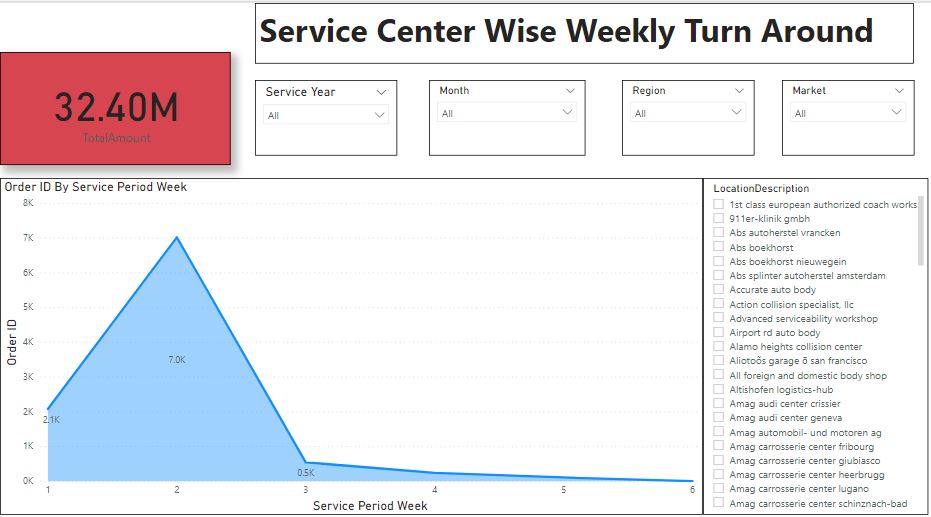 Service Center Wise Weekly Turn Around
32.40M
TotalAmount
Service Year
All
Month
All
Region
All
Market
All
Order ID By Service Period Week
8K
7K
6K
5K
4K
3K
2K
1K
0K
Order ID
2.1K
7.0K
0.5K
1 2 3 4 5 6
Service Period Week
LocationDescription
1st class european authorized coach works
911er-klinik gmbh
Abs autoherstel vrancken
Abs boekhorst
Abs boekhorst nieuwegein
Abs splinter autoherstel amsterdam
Accurate auto body
Action collision specialist, llc
Advanced serviceability workshop
Airport rd auto body
Alamo heights collision center
Aliotoõs garage õ san francisco
All foreign and domestic body shop
Altishofen logistics-hub
Amag audi center crissier
Amag audi center geneva
Amag automobil- und motoren ag
Amag carrosserie center fribourg
Amag carrosserie center giubiasco
Amag carrosserie center heerbrugg
Amag carrosserie center lugano
Amag carrosserie center schinznach-bad